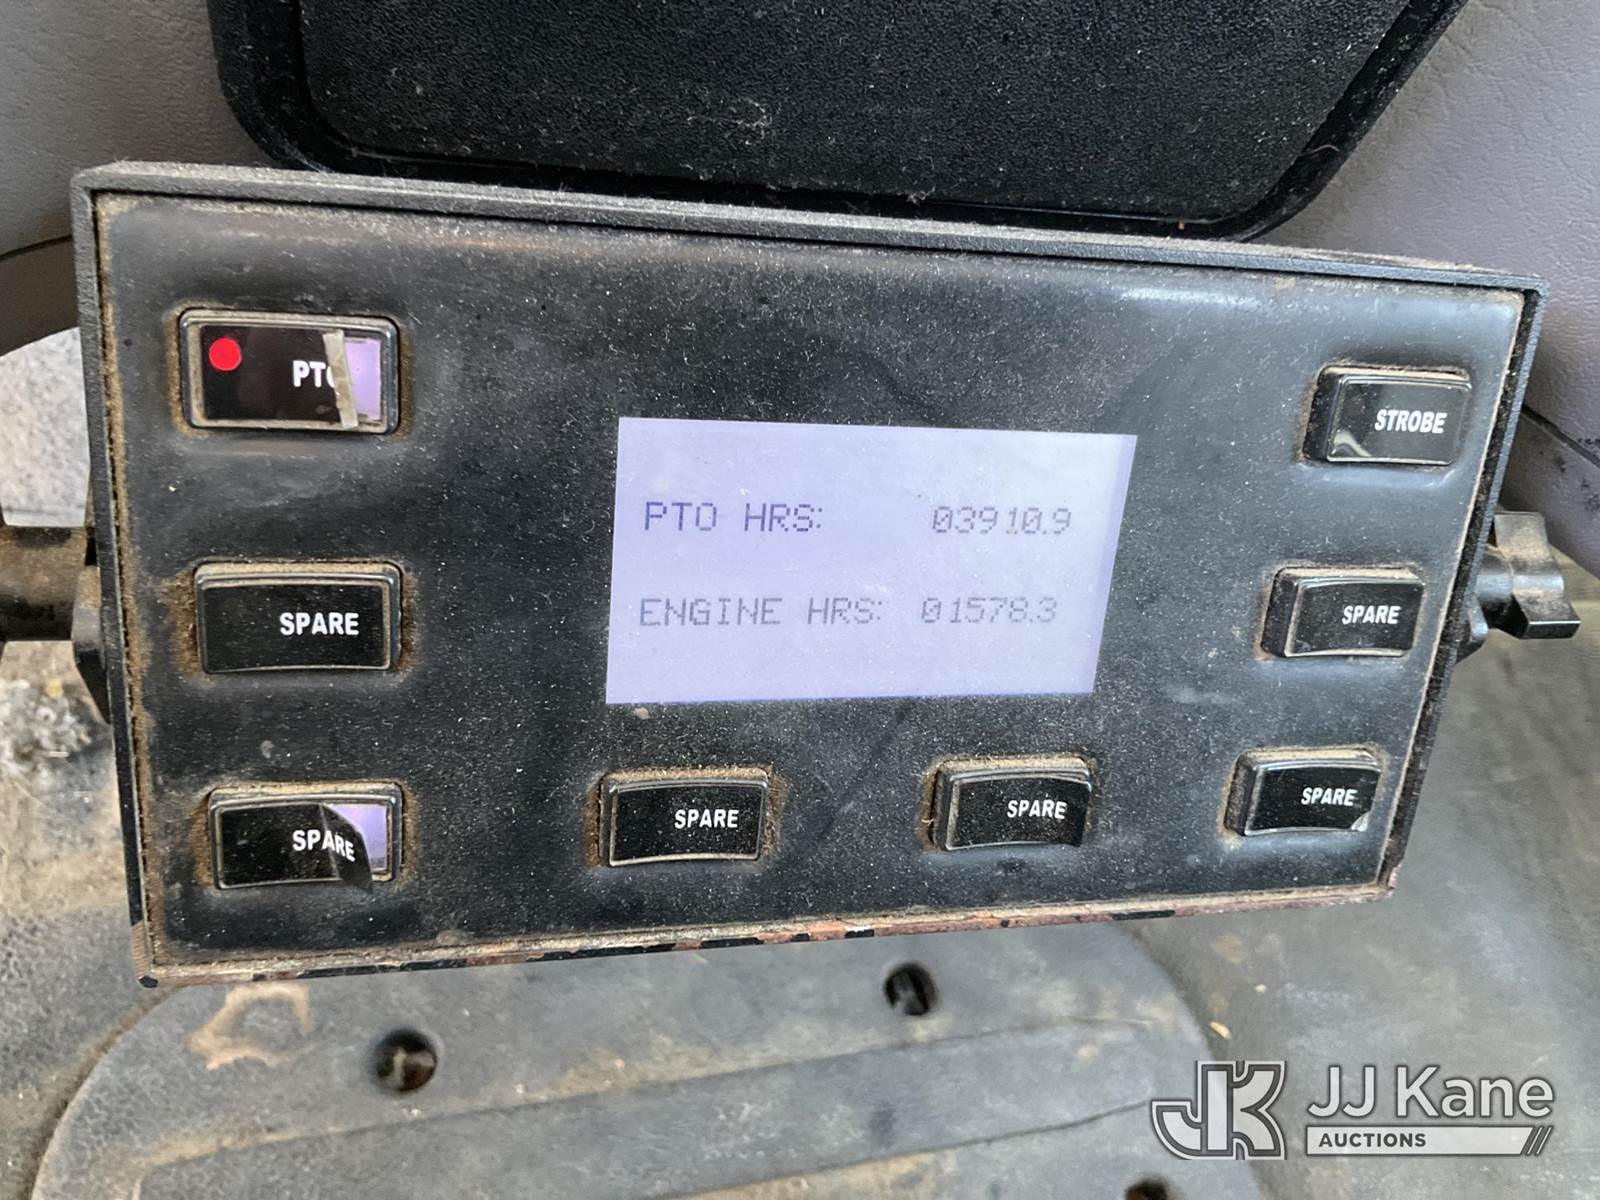 PTO
STROBE
PTO HRS: 03910.9
SPARE
ENGINE HRS: 01578.3
SPARE
SPARE
SPARE
SPARE
SPARE
JK JJ Kane
AUCTIONS